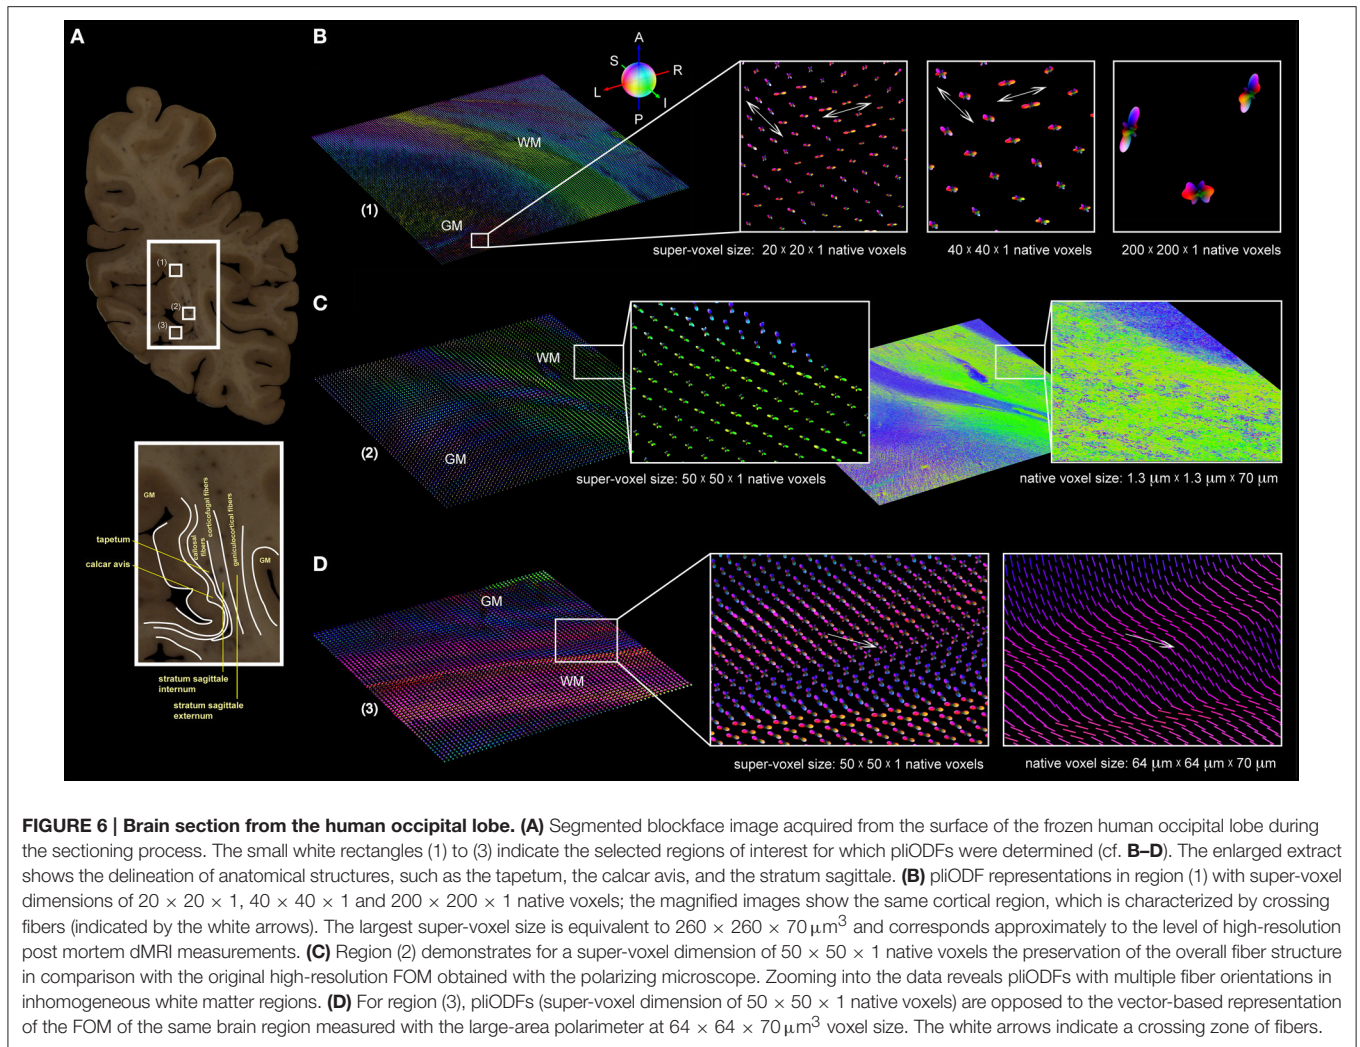 A
(1)
(2)
(3)
GM
callosal fibers
corticofugal fibers
geniculocortical fibers
GM
tapetum
calcar avis
stratum sagittale
internum
stratum sagittale
externum
B
A
S
R
L
I
P
WM
GM
(1)
super-voxel size: 20 x 20 x 1 native voxels
40 x 40 x 1 native voxels
200 x 200 x 1 native voxels
C
WM
GM
(2)
super-voxel size: 50 x 50 x 1 native voxels
native voxel size: 1.3 μm x 1.3 μm x 70 μm
D
GM
WM
(3)
super-voxel size: 50 x 50 x 1 native voxels
native voxel size: 64 μm x 64 μm x 70 μm
FIGURE 6 | Brain section from the human occipital lobe. (A) Segmented blockface image acquired from the surface of the frozen human occipital lobe during
the sectioning process. The small white rectangles (1) to (3) indicate the selected regions of interest for which pliODFs were determined (cf. B–D). The enlarged extract
shows the delineation of anatomical structures, such as the tapetum, the calcar avis, and the stratum sagittale. (B) pliODF representations in region (1) with super-voxel
dimensions of 20 × 20 × 1, 40 × 40 × 1 and 200 × 200 × 1 native voxels; the magnified images show the same cortical region, which is characterized by crossing
fibers (indicated by the white arrows). The largest super-voxel size is equivalent to 260 × 260 × 70 μm³ and corresponds approximately to the level of high-resolution
post mortem dMRI measurements. (C) Region (2) demonstrates for a super-voxel dimension of 50 × 50 × 1 native voxels the preservation of the overall fiber structure
in comparison with the original high-resolution FOM obtained with the polarizing microscope. Zooming into the data reveals pliODFs with multiple fiber orientations in
inhomogeneous white matter regions. (D) For region (3), pliODFs (super-voxel dimension of 50 × 50 × 1 native voxels) are opposed to the vector-based representation
of the FOM of the same brain region measured with the large-area polarimeter at 64 × 64 × 70 μm³ voxel size. The white arrows indicate a crossing zone of fibers.